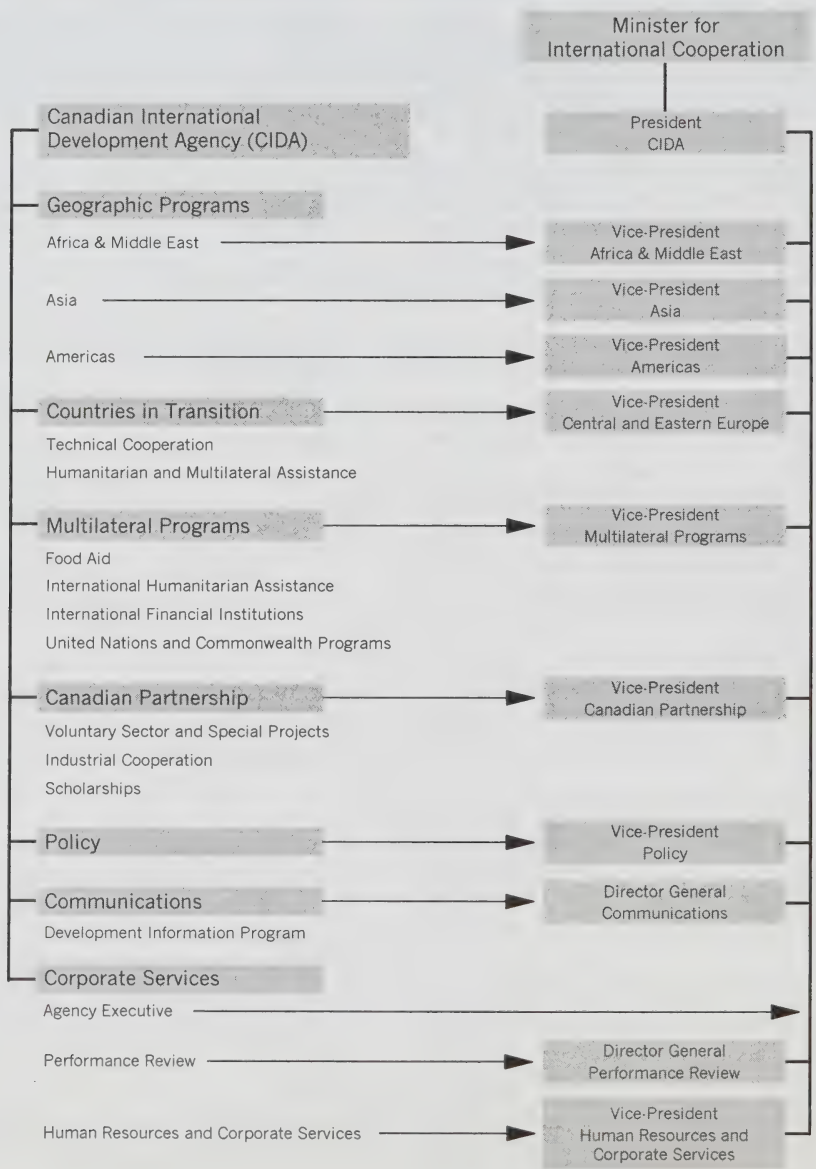 Minister for
International Cooperation
Canadian International
Development Agency (CIDA)
President
CIDA
Geographic Programs
Africa & Middle East
Vice-President
Africa & Middle East
Asia
Vice-President
Asia
Americas
Vice-President
Americas
Countries in Transition
Vice-President
Central and Eastern Europe
Technical Cooperation
Humanitarian and Multilateral Assistance
Multilateral Programs
Vice-President
Multilateral Programs
Food Aid
International Humanitarian Assistance
International Financial Institutions
United Nations and Commonwealth Programs
Canadian Partnership
Vice-President
Canadian Partnership
Voluntary Sector and Special Projects
Industrial Cooperation
Scholarships
Policy
Vice-President
Policy
Communications
Director General
Communications
Development Information Program
Corporate Services
Agency Executive
Performance Review
Director General
Performance Review
Human Resources and Corporate Services
Vice-President
Human Resources and
Corporate Services